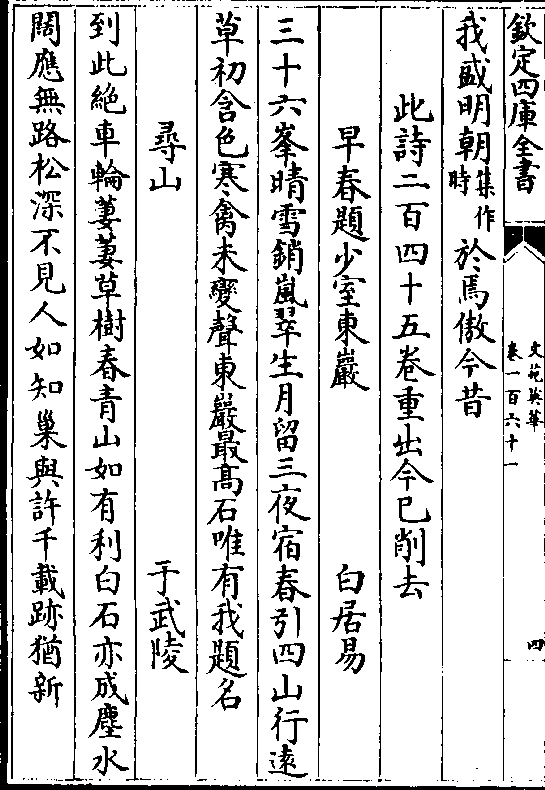 欽定四庫全書
文苑英華
卷一百六十一
四
我盛明朝集作時於焉傲今昔
此詩二百四十五卷重出今已削去
早春題少室東巖 白居易
三十六峯晴雪銷嵐翠生月留三夜宿春引四山行遠
草初含色寒禽未變聲東巖最高石唯有我題名
尋山 于武陵
到此絕車輪萋萋草樹春青山如有利白石亦成塵水
闊應無路松深不見人如知巢與許千載跡猶新